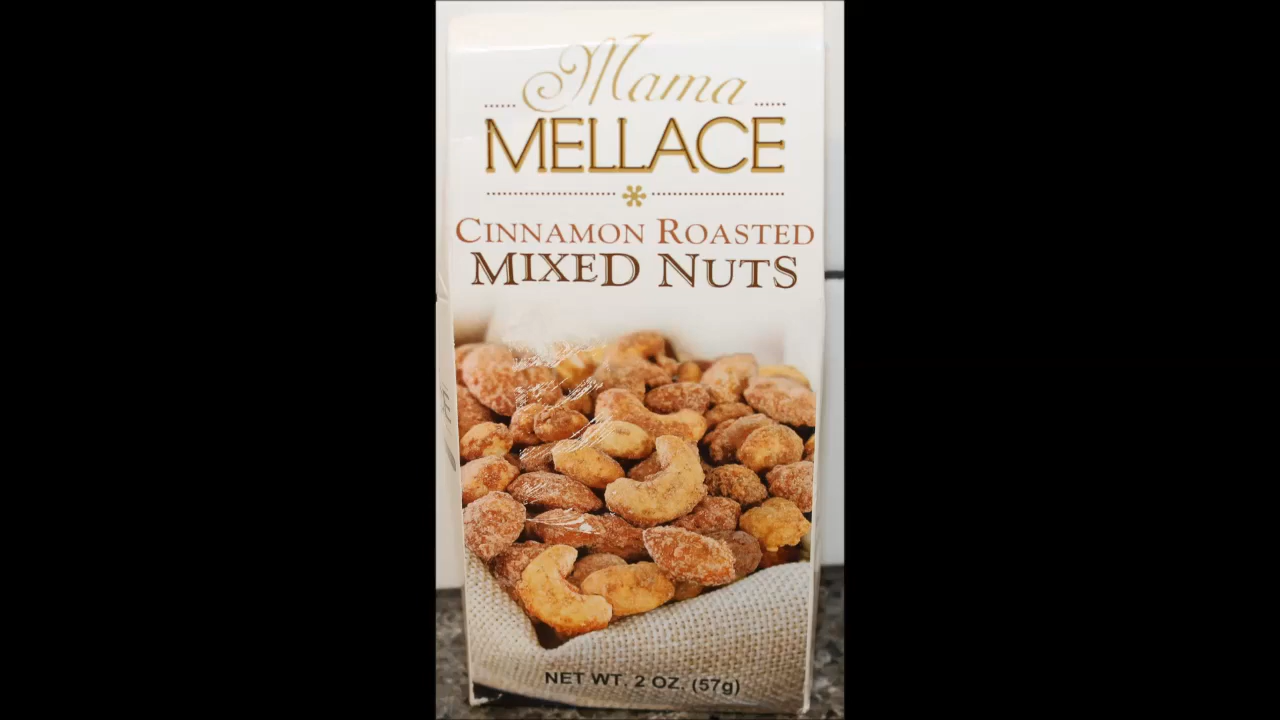 Mama
MELLACE
CINNAMON ROASTED
MIXED NUTS
NET WT. 2 OZ. (57g)